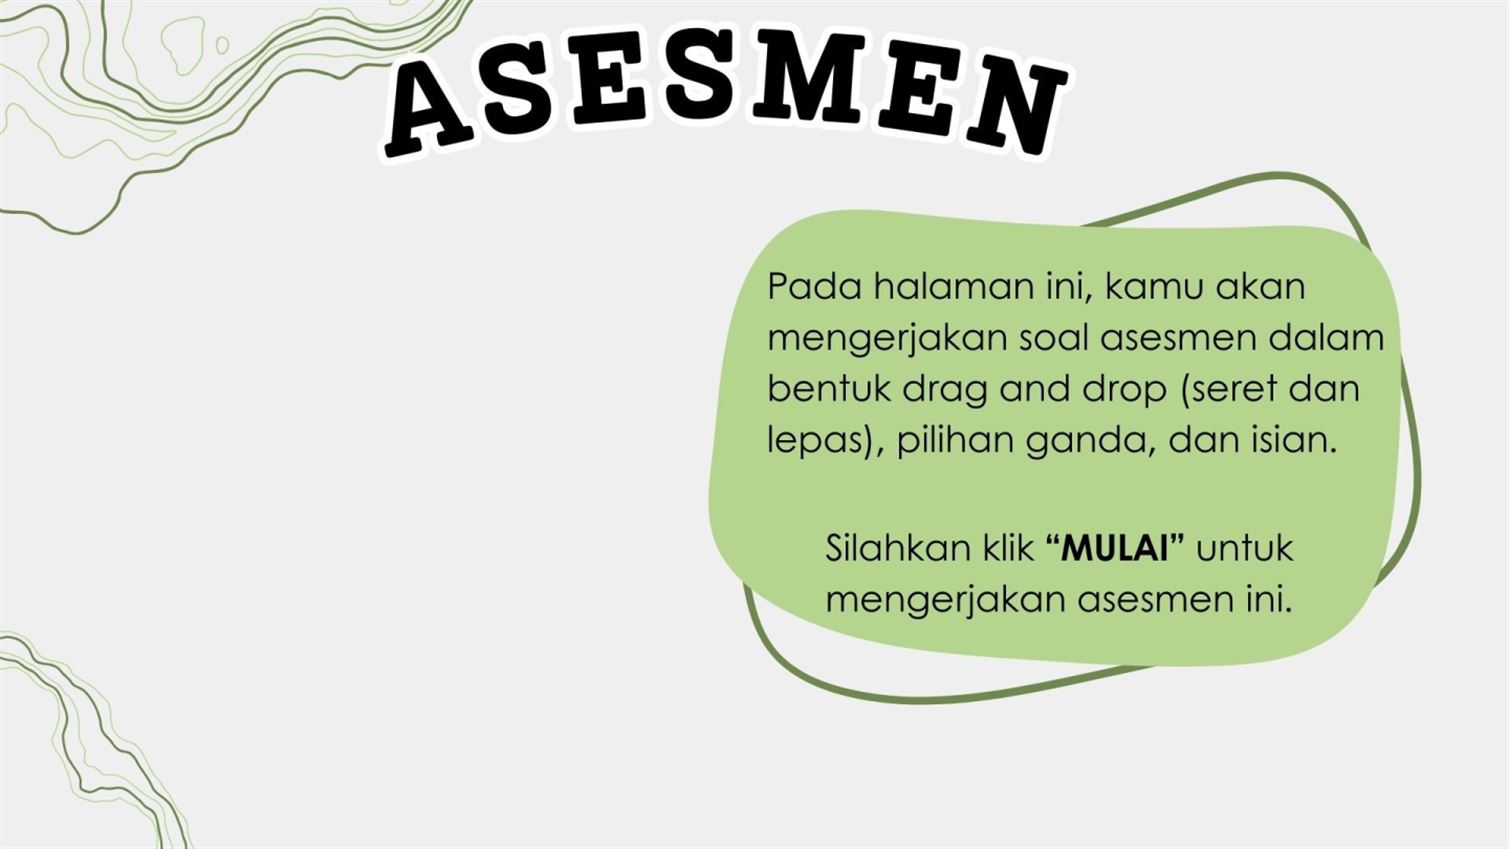 ASESMEN
Pada halaman ini, kamu akan
mengerjakan soal asesmen dalam
bentuk drag and drop (seret dan
lepas), pilihan ganda, dan isian.
Silahkan klik “MULAI” untuk
mengerjakan asesmen ini.